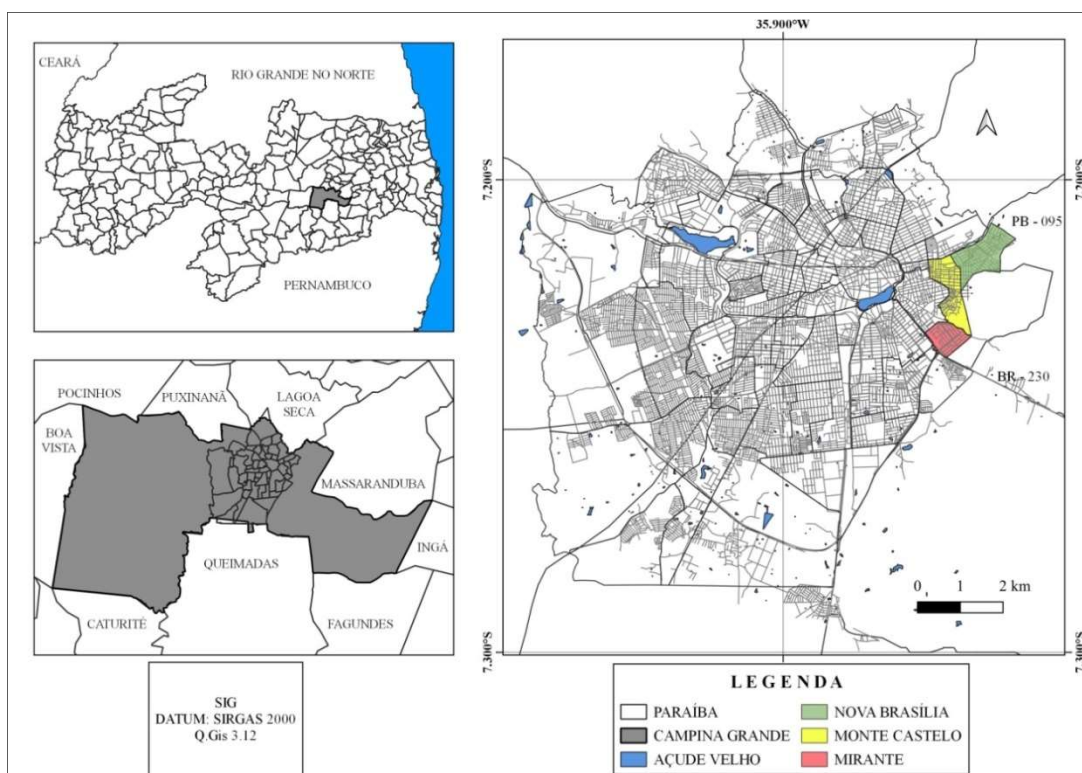 CEARÁ
RIO GRANDE NO NORTE
PERNAMBUCO
POCINHOS
PUXINANÃ
LAGOA
SECA
BOA
VISTA
MASSARANDUBA
INGÁ
QUEIMADAS
CATURITÉ
FAGUNDES
SIG
DATUM: SIRGAS 2000
Q.Gis 3.12
35.900°W
7.200°S
7.200°S
PB - 095
BR - 230
0 1 2 km
7.300°S
7.300°S
LEGENDA
PARAÍBA
CAMPINA GRANDE
AÇUDE VELHO
NOVA BRASÍLIA
MONTE CASTELO
MIRANTE